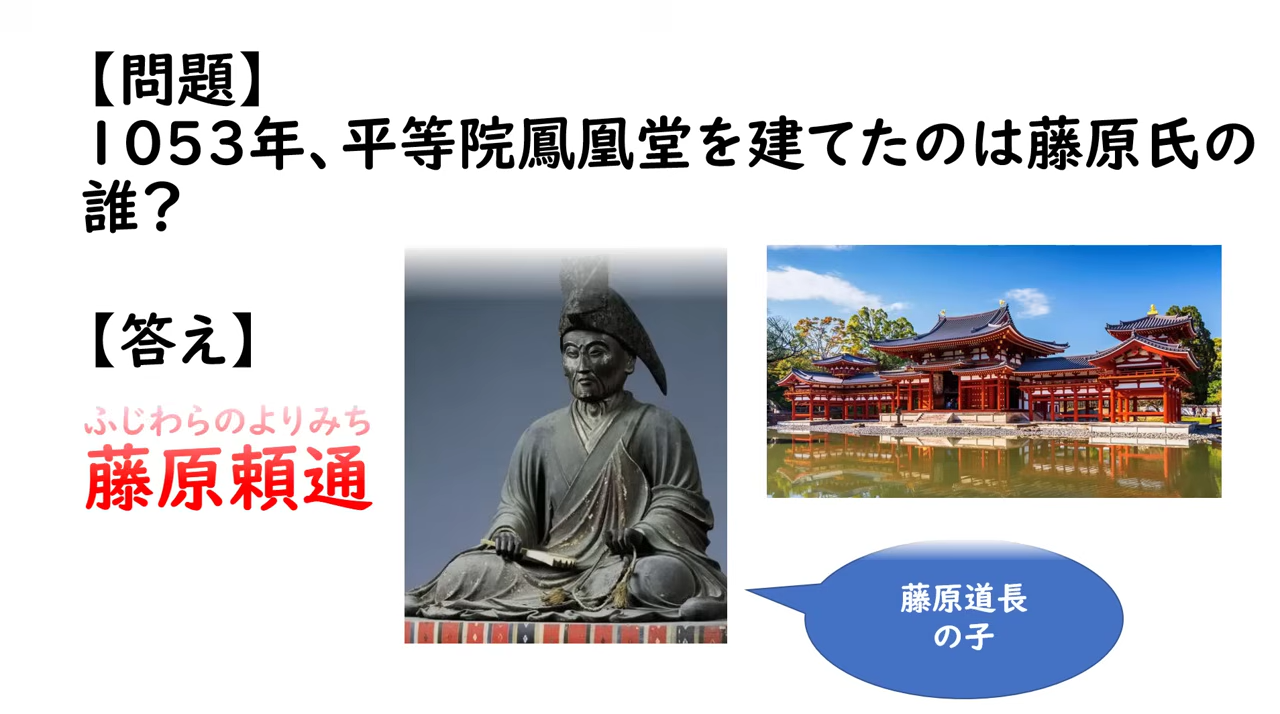 【問題】
1053年、平等院鳳凰堂を建てたのは藤原氏の
誰？
【答え】
ふじわらのよりみち
藤原頼通
藤原道長
の子